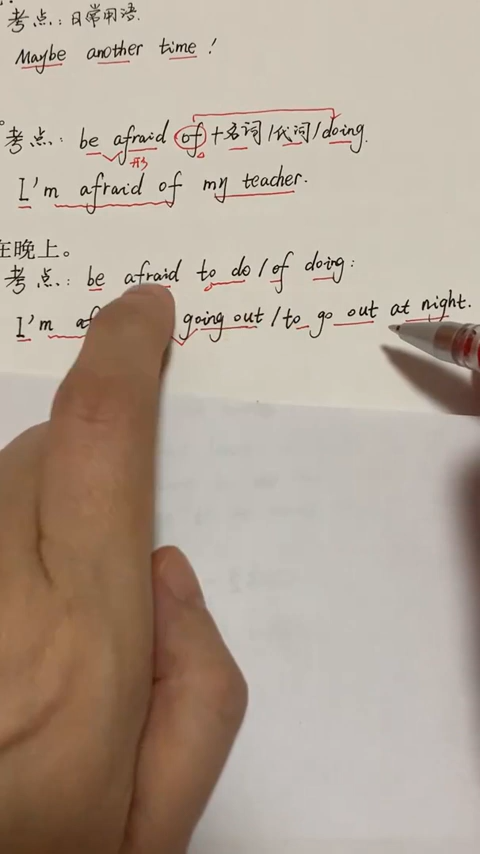 考点：日常用语.
Maybe another time！
考点：be afraid of＋名词/代词/doing.
形
I'm afraid of my teacher.
在晚上。
考点：be afraid to do/of doing：
I'm going out/to go out at night.